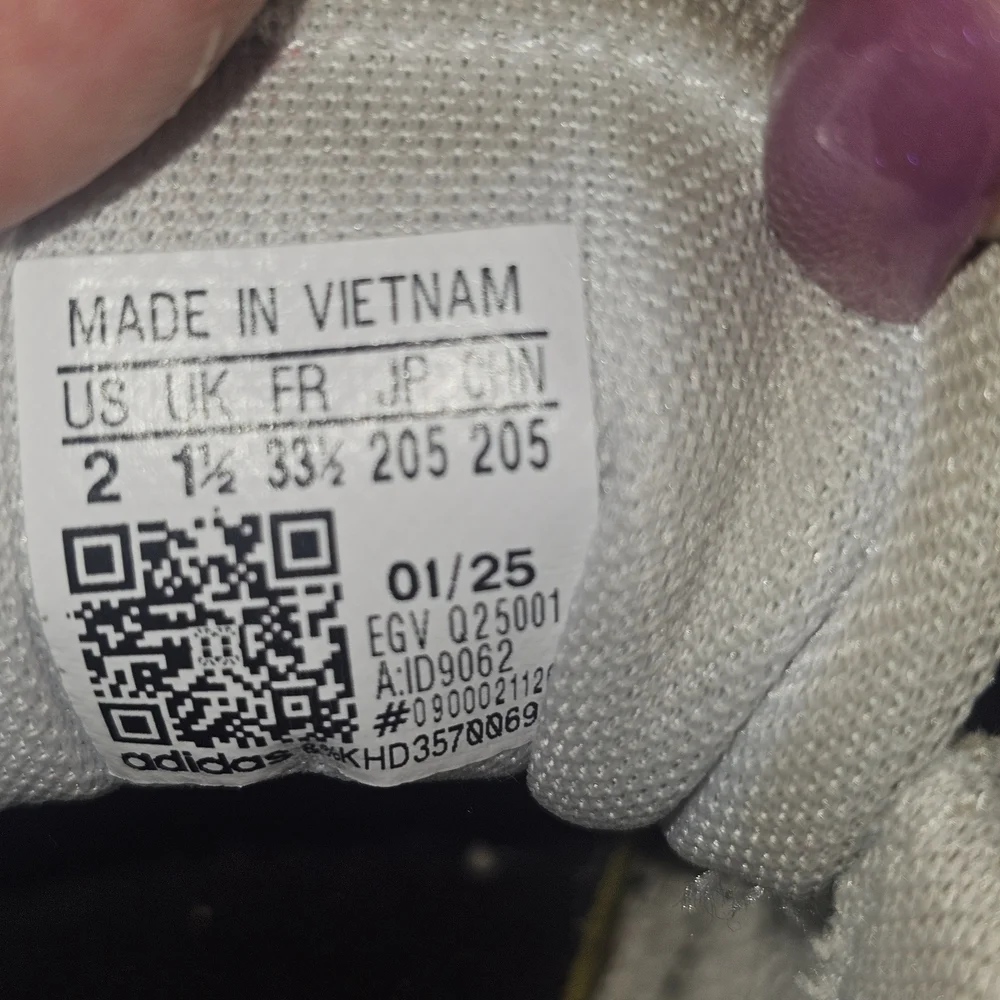 MADE IN VIETNAM
US UK FR JP CHN
2 1½ 33½ 205 205
01/25
EGV Q25001
A:ID9062
#090002112
&%KHD3570069
adidas